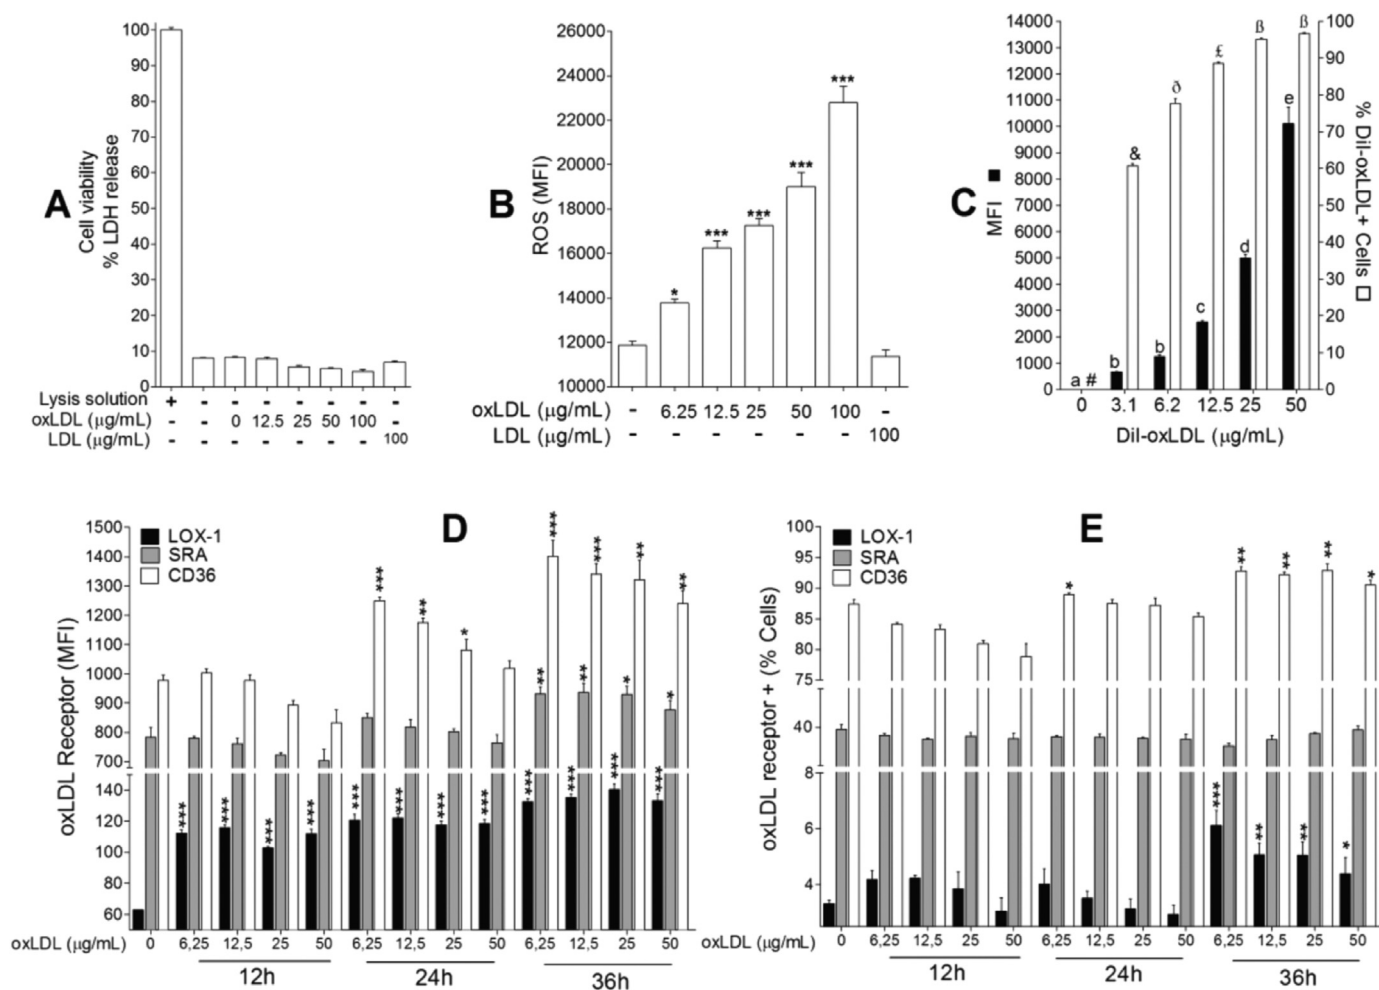 A
Cell viability
% LDH release
100
90
80
70
60
50
40
30
20
10
0
Lysis solution + - - - - - - -
oxLDL (μg/mL) - - 0 12.5 25 50 100 -
LDL (μg/mL) - - - - - - - 100
B
ROS (MFI)
26000
24000
22000
20000
18000
16000
14000
12000
10000
* *** *** *** ***
oxLDL (μg/mL) - 6.25 12.5 25 50 100 -
LDL (μg/mL) - - - - - - 100
C
MFI
14000
13000
12000
11000
10000
9000
8000
7000
6000
5000
4000
3000
2000
1000
0
a # b & b ð c £ d ß e ß
100
90
80
70
60
50
40
30
20
10
0
% Dil-oxLDL+ Cells
0 3.1 6.2 12.5 25 50
Dil-oxLDL (μg/mL)
D
LOX-1
SRA
CD36
oxLDL Receptor (MFI)
1500
1400
1300
1200
1100
1000
900
800
700
140
120
100
80
60
*** ** * *** *** ** **
** ** * *
*** *** *** *** *** *** *** *** *** *** *** ***
oxLDL (μg/mL) 0 6,25 12,5 25 50 6,25 12,5 25 50 6,25 12,5 25 50
12h 24h 36h
E
LOX-1
SRA
CD36
oxLDL receptor + (% Cells)
100
95
90
85
80
75
40
8
6
4
* ** ** ** *
*** ** ** *
oxLDL (μg/mL) 0 6,25 12,5 25 50 6,25 12,5 25 50 6,25 12,5 25 50
12h 24h 36h